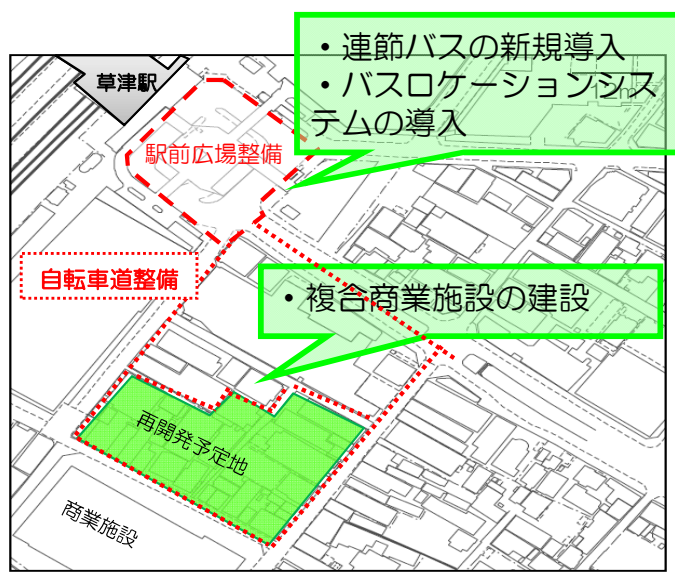 ・連節バスの新規導入
・バスロケーションシス
テムの導入
草津駅
駅前広場整備
自転車道整備
・複合商業施設の建設
再開発予定地
商業施設